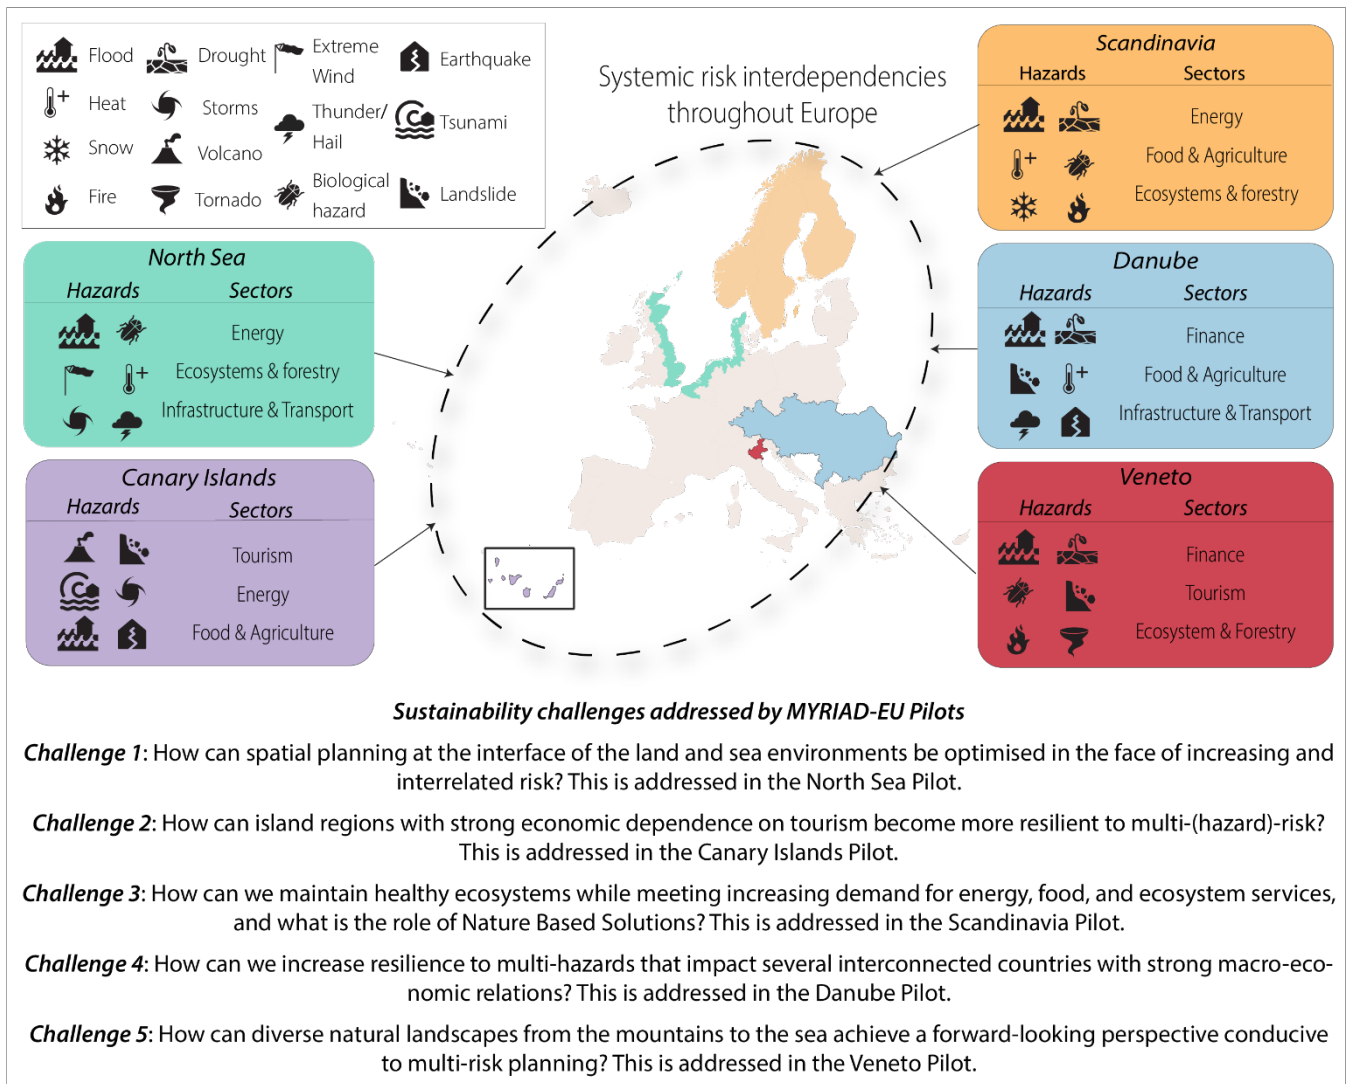 Flood
Drought
Extreme
Wind
Earthquake
Heat
Storms
Thunder/
Hail
Tsunami
Snow
Volcano
Fire
Tornado
Biological
hazard
Landslide
Systemic risk interdependencies
throughout Europe
Scandinavia
Hazards Sectors
Energy
Food & Agriculture
Ecosystems & forestry
North Sea
Hazards Sectors
Energy
Ecosystems & forestry
Infrastructure & Transport
Danube
Hazards Sectors
Finance
Food & Agriculture
Infrastructure & Transport
Canary Islands
Hazards Sectors
Tourism
Energy
Food & Agriculture
Veneto
Hazards Sectors
Finance
Tourism
Ecosystem & Forestry
Sustainability challenges addressed by MYRIAD-EU Pilots
Challenge 1: How can spatial planning at the interface of the land and sea environments be optimised in the face of increasing and
interrelated risk? This is addressed in the North Sea Pilot.
Challenge 2: How can island regions with strong economic dependence on tourism become more resilient to multi-(hazard)-risk?
This is addressed in the Canary Islands Pilot.
Challenge 3: How can we maintain healthy ecosystems while meeting increasing demand for energy, food, and ecosystem services,
and what is the role of Nature Based Solutions? This is addressed in the Scandinavia Pilot.
Challenge 4: How can we increase resilience to multi-hazards that impact several interconnected countries with strong macro-eco-
nomic relations? This is addressed in the Danube Pilot.
Challenge 5: How can diverse natural landscapes from the mountains to the sea achieve a forward-looking perspective conducive
to multi-risk planning? This is addressed in the Veneto Pilot.